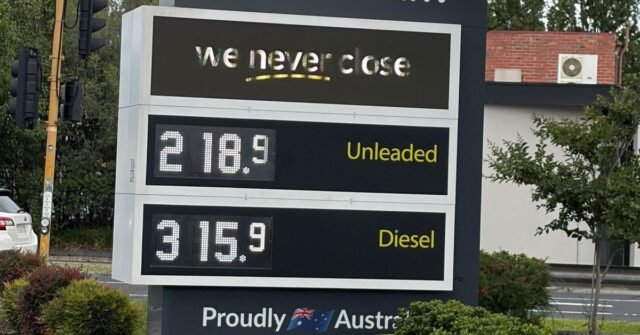 we never close
218.9 Unleaded
315.9 Diesel
Proudly